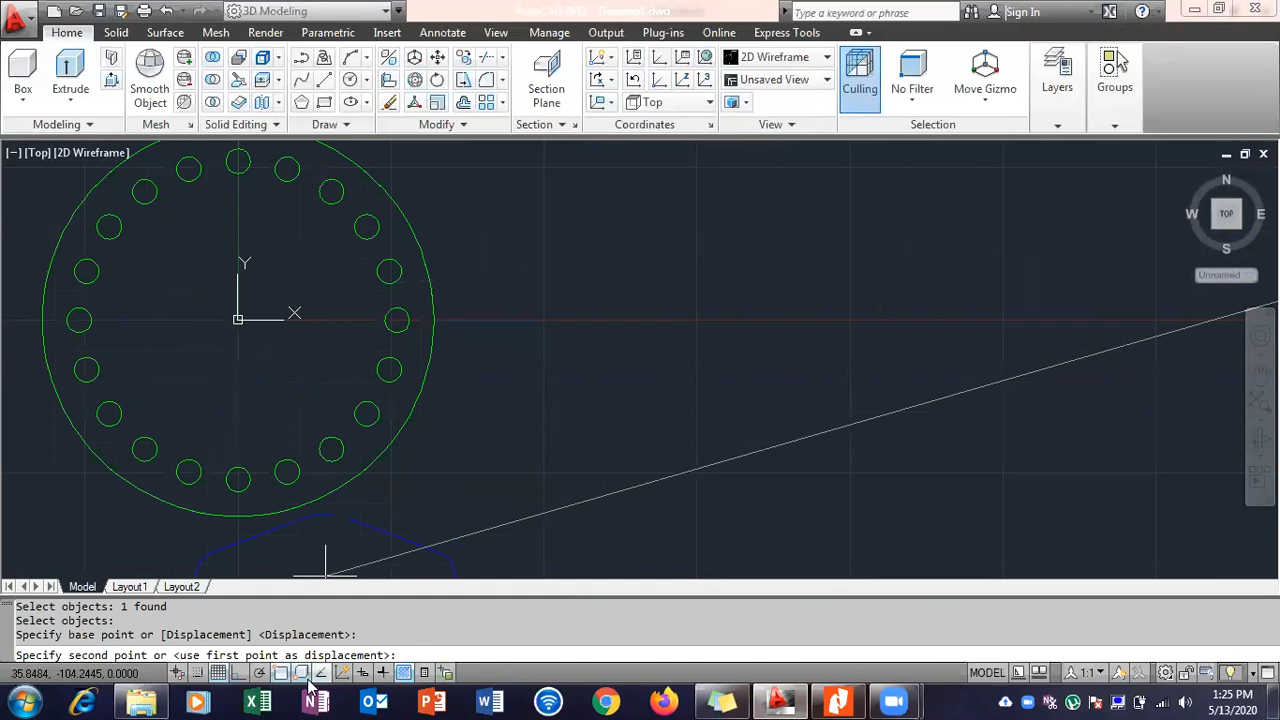 3D Modeling
AutoCAD 2012 Drawing1.dwg
Type a keyword or phrase
Sign In
Home Solid Surface Mesh Render Parametric Insert Annotate View Manage Output Plug-ins Online Express Tools
Box
Extrude
Smooth
Object
Section
Plane
2D Wireframe
Unsaved View
Top
Culling
No Filter
Move Gizmo
Layers
Groups
Modeling Mesh Solid Editing Draw Modify Section Coordinates View Selection
[−] [Top] [2D Wireframe]
N
W TOP E
S
Unnamed
Y
X
Model Layout1 Layout2
Select objects: 1 found
Select objects:
Specify base point or [Displacement] <Displacement>:
Specify second point or <use first point as displacement>:
35.8484, -104.2445, 0.0000
MODEL
1:1
1:25 PM
5/13/2020